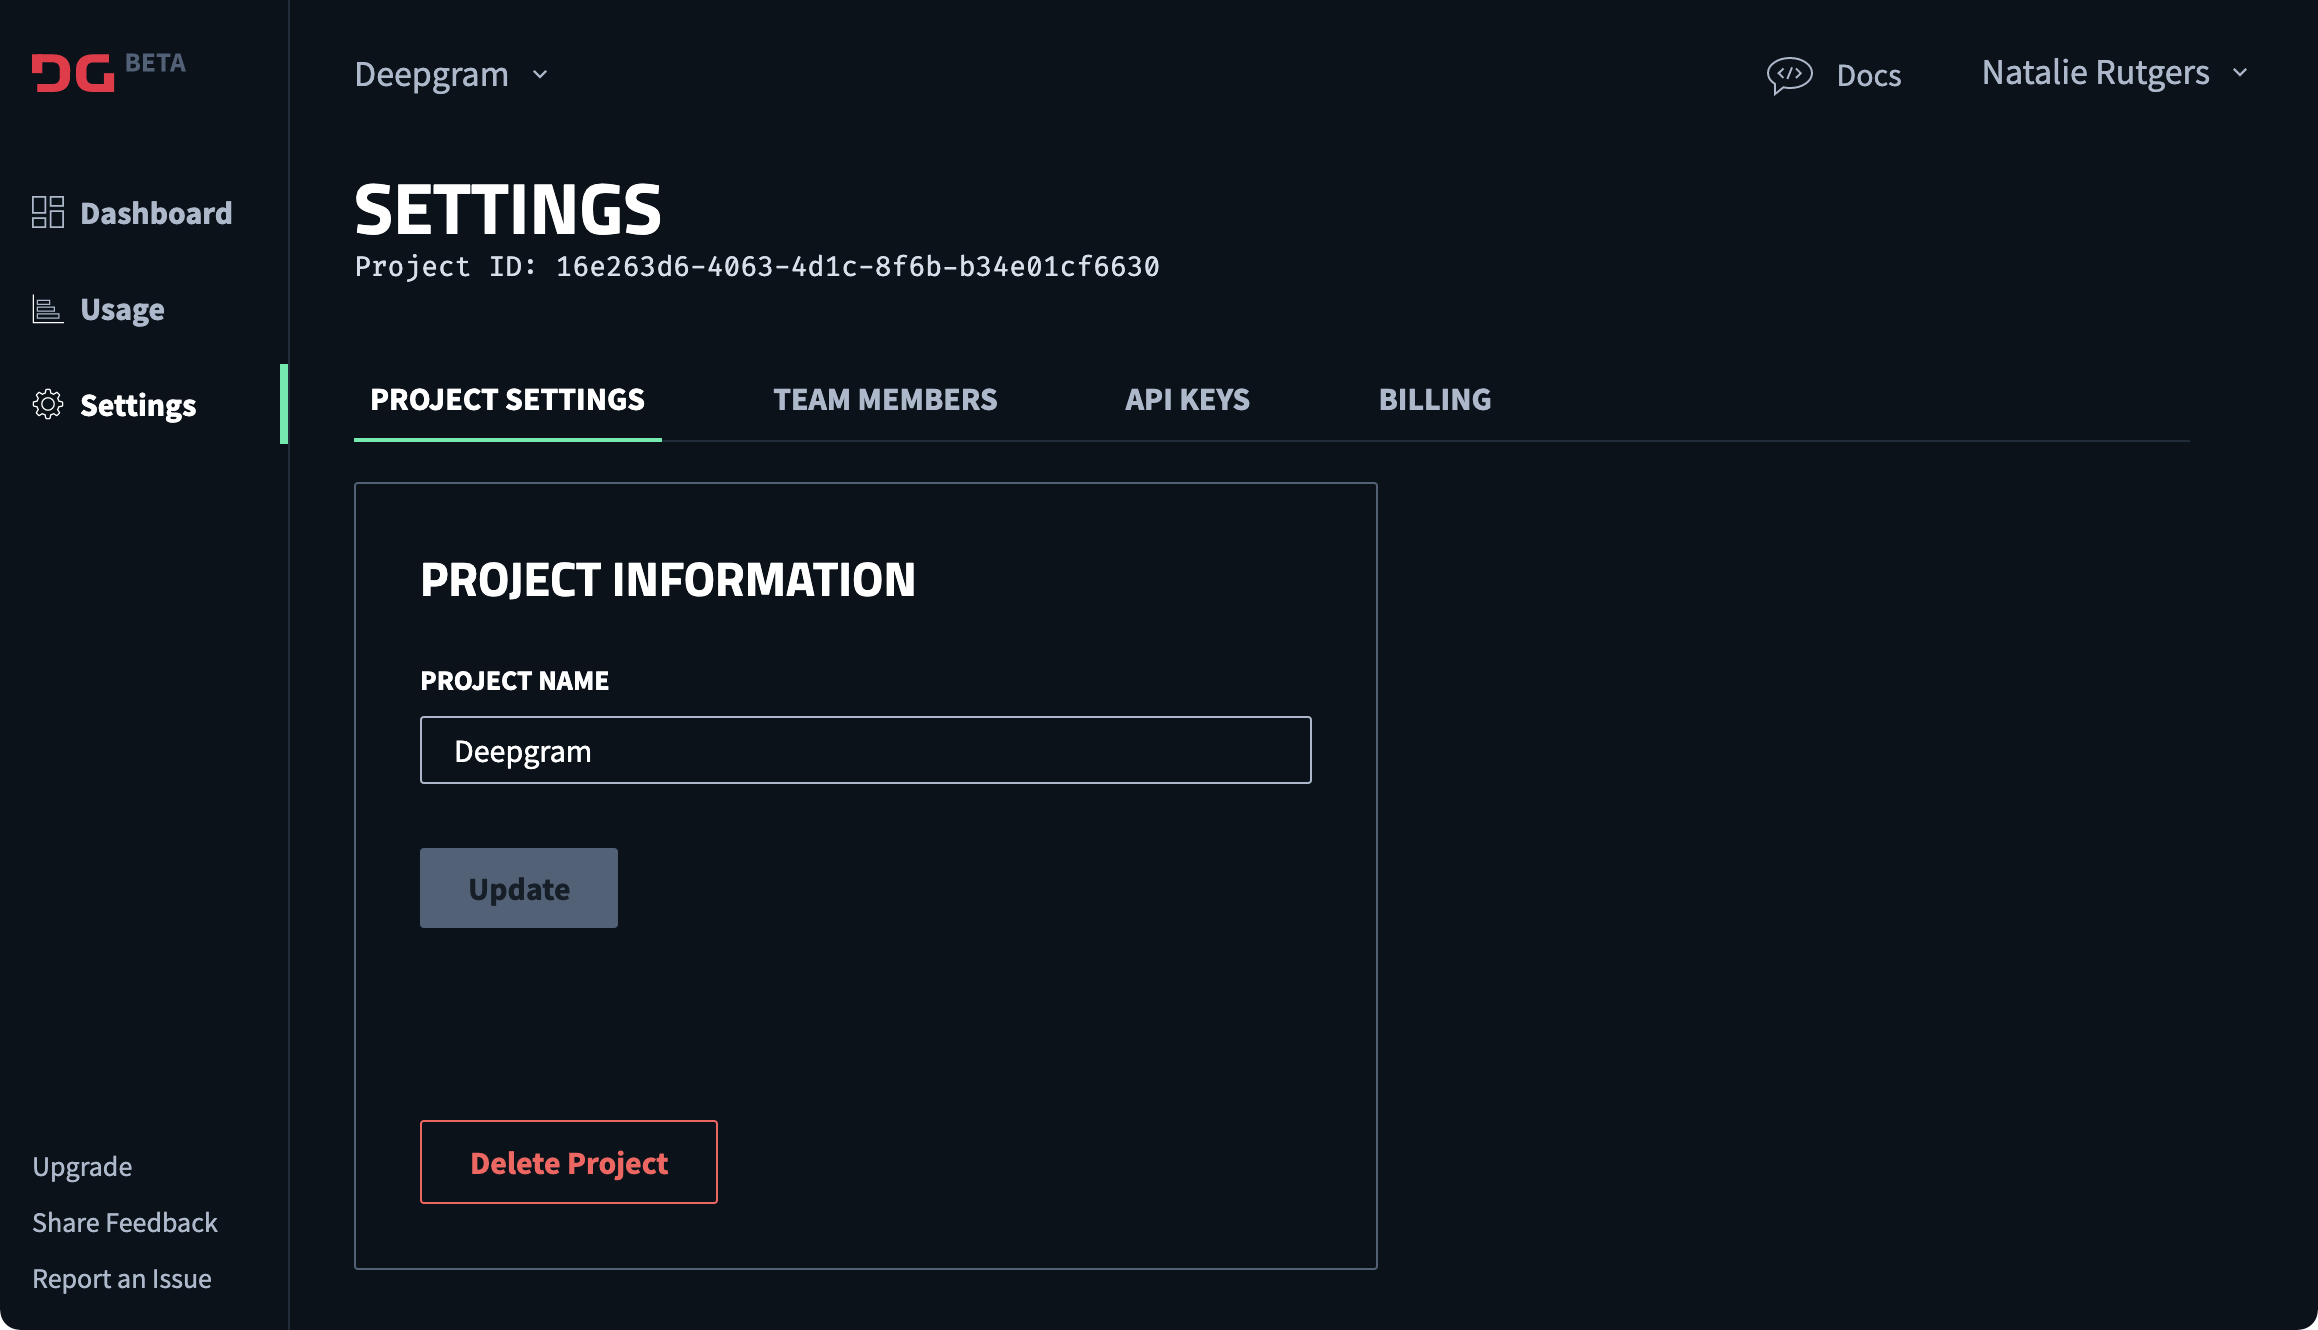 DG BETA
Deepgram
</> Docs
Natalie Rutgers
Dashboard
Usage
Settings
SETTINGS
Project ID: 16e263d6-4063-4d1c-8f6b-b34e01cf6630
PROJECT SETTINGS
TEAM MEMBERS
API KEYS
BILLING
PROJECT INFORMATION
PROJECT NAME
Deepgram
Update
Delete Project
Upgrade
Share Feedback
Report an Issue